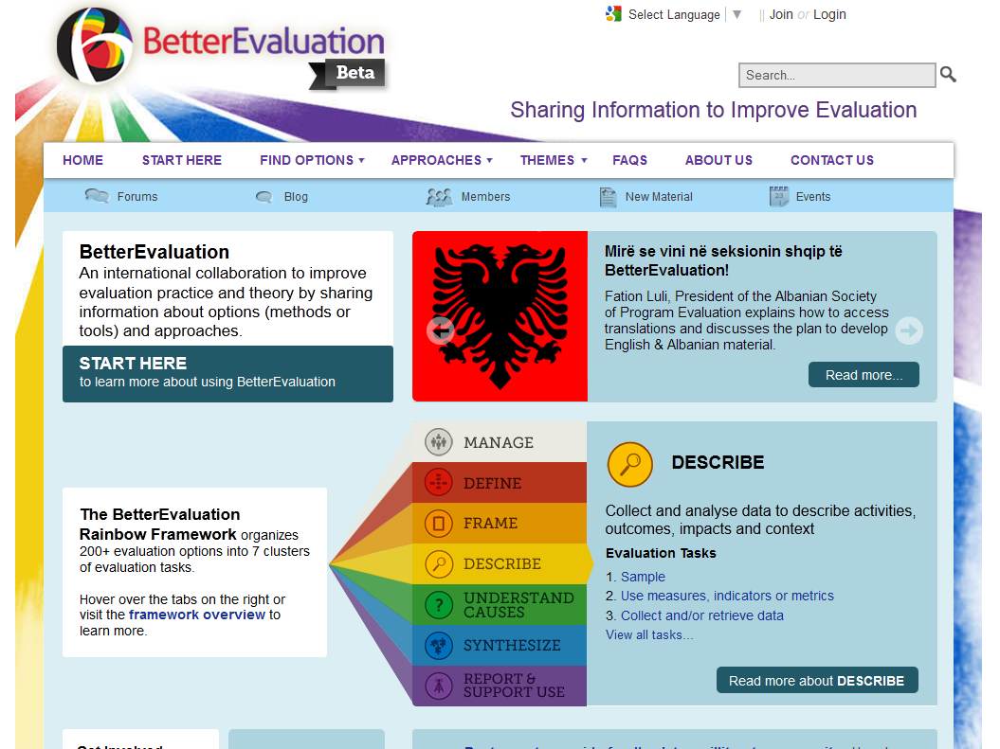 BetterEvaluation
Beta
Select Language ▼ || Join or Login
Search...
Sharing Information to Improve Evaluation
HOME START HERE FIND OPTIONS APPROACHES THEMES FAQS ABOUT US CONTACT US
Forums Blog Members New Material Events
BetterEvaluation
An international collaboration to improve
evaluation practice and theory by sharing
information about options (methods or
tools) and approaches.
START HERE
to learn more about using BetterEvaluation
Mirë se vini në seksionin shqip të
BetterEvaluation!
Fation Luli, President of the Albanian Society
of Program Evaluation explains how to access
translations and discusses the plan to develop
English & Albanian material.
Read more...
The BetterEvaluation
Rainbow Framework organizes
200+ evaluation options into 7 clusters
of evaluation tasks.
Hover over the tabs on the right or
visit the framework overview to
learn more.
MANAGE
DEFINE
FRAME
DESCRIBE
UNDERSTAND
CAUSES
SYNTHESIZE
REPORT &
SUPPORT USE
DESCRIBE
Collect and analyse data to describe activities,
outcomes, impacts and context
Evaluation Tasks
1. Sample
2. Use measures, indicators or metrics
3. Collect and/or retrieve data
View all tasks...
Read more about DESCRIBE